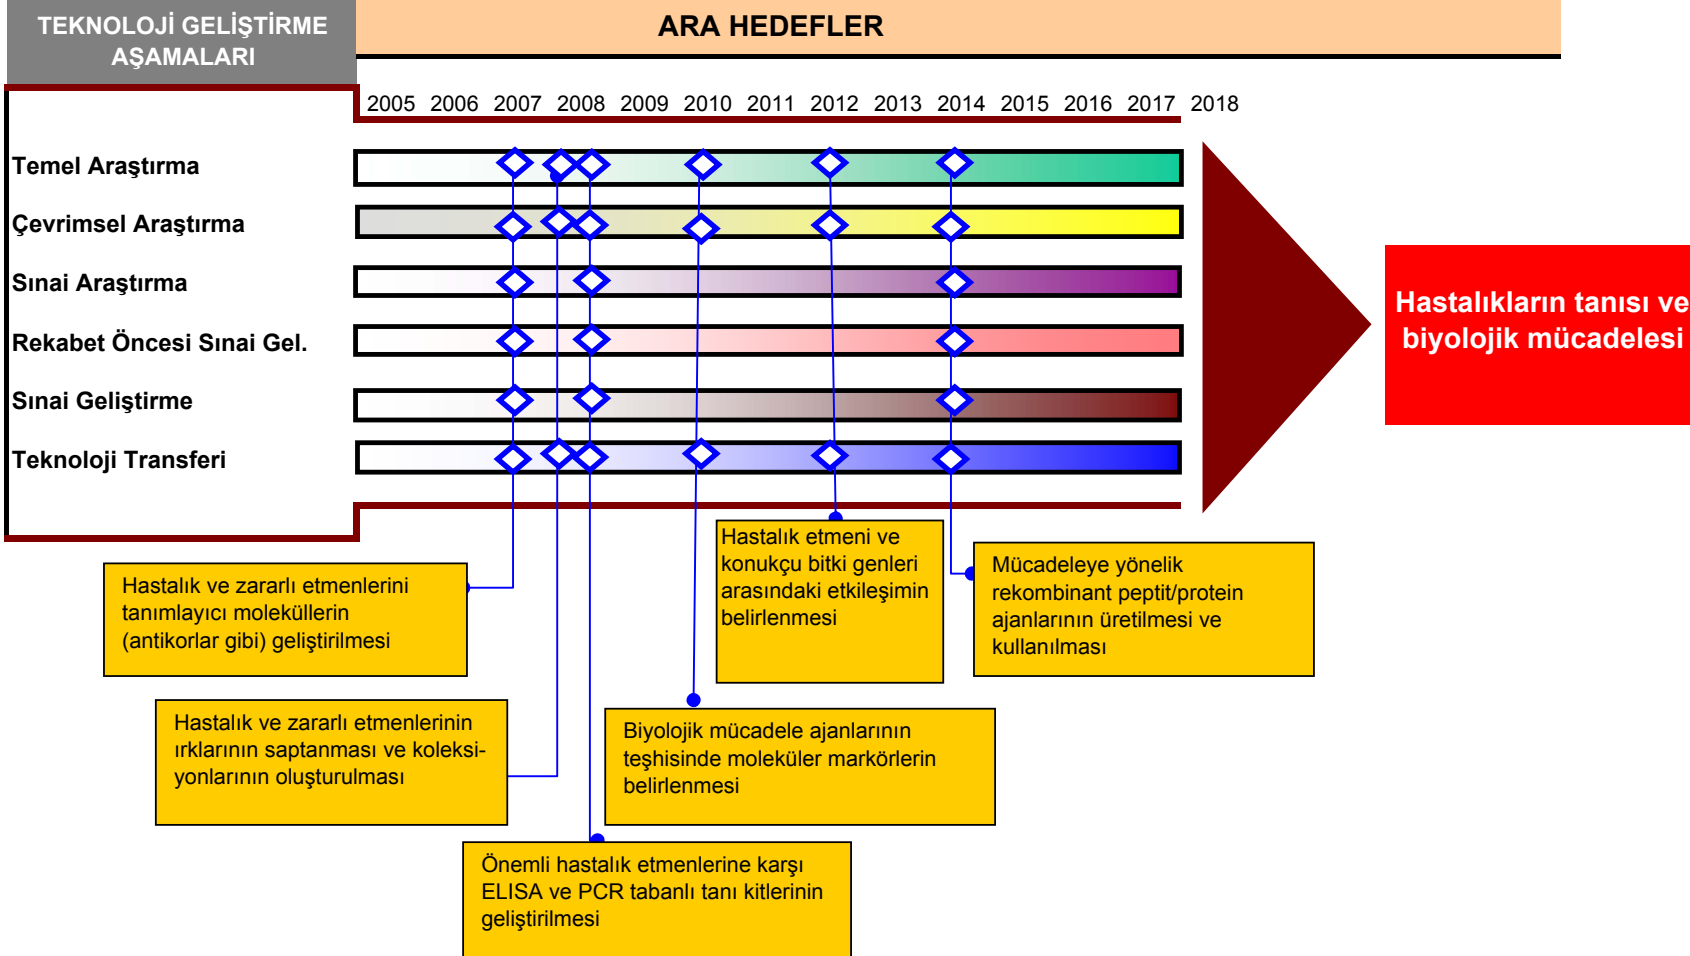 TEKNOLOJİ GELİŞTİRME
AŞAMALARI
ARA HEDEFLER
2005 2006 2007 2008 2009 2010 2011 2012 2013 2014 2015 2016 2017 2018
Temel Araştırma
Çevrimsel Araştırma
Sınai Araştırma
Rekabet Öncesi Sınai Gel.
Sınai Geliştirme
Teknoloji Transferi
Hastalıkların tanısı ve
biyolojik mücadelesi
Hastalık ve zararlı etmenlerini
tanımlayıcı moleküllerin
(antikorlar gibi) geliştirilmesi
Hastalık etmeni ve
konukçu bitki genleri
arasındaki etkileşimin
belirlenmesi
Mücadeleye yönelik
rekombinant peptit/protein
ajanlarının üretilmesi ve
kullanılması
Hastalık ve zararlı etmenlerinin
ırklarının saptanması ve koleksi-
yonlarının oluşturulması
Biyolojik mücadele ajanlarının
teşhisinde moleküler markörlerin
belirlenmesi
Önemli hastalık etmenlerine karşı
ELISA ve PCR tabanlı tanı kitlerinin
geliştirilmesi